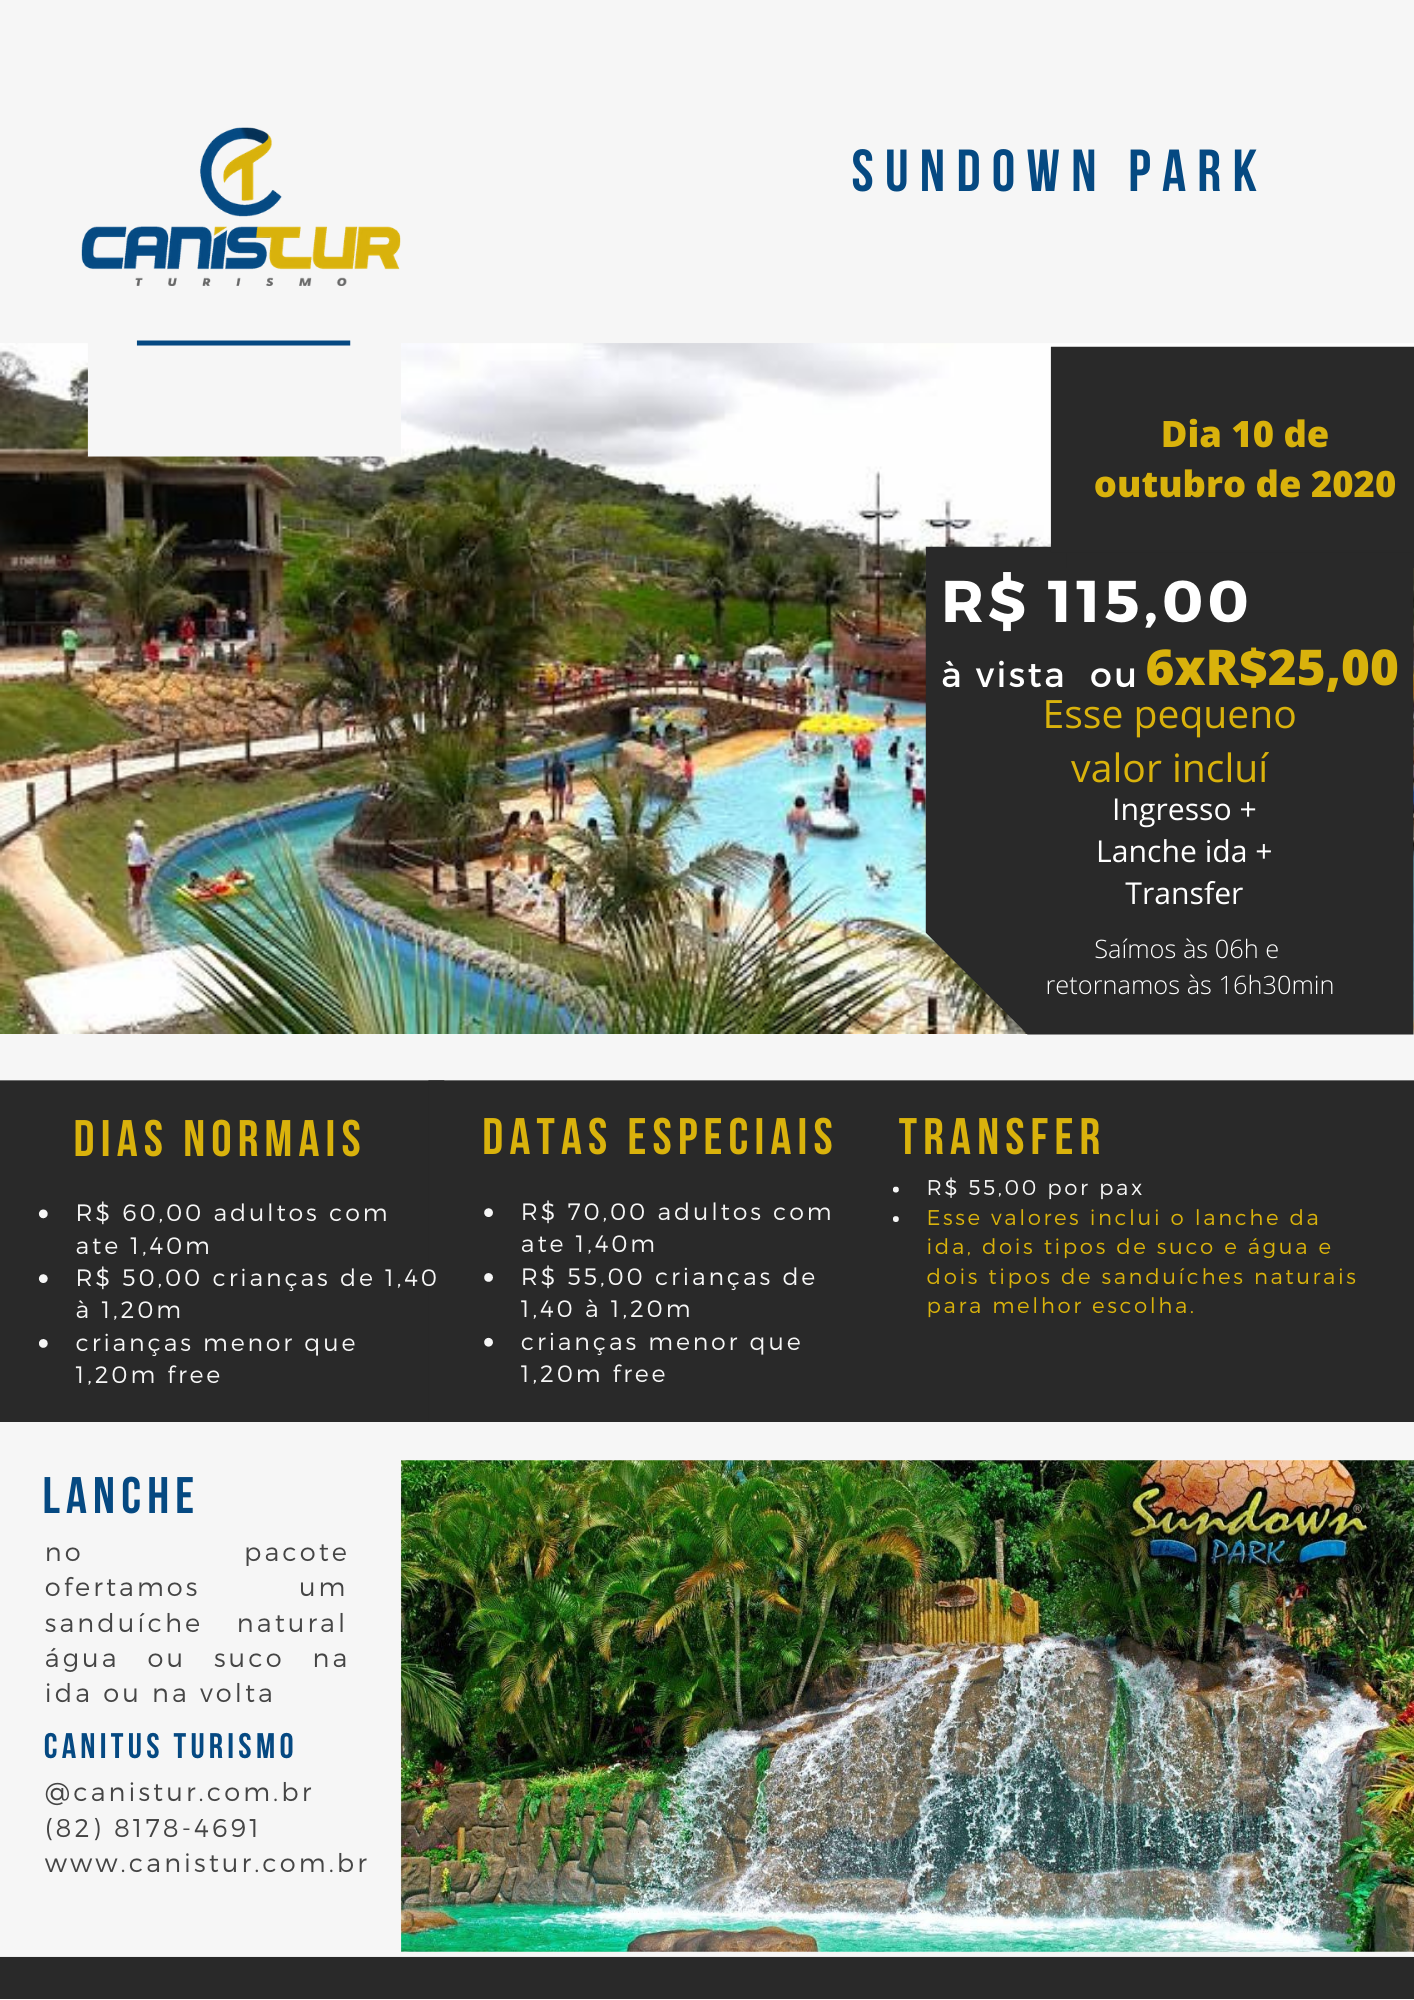 CANÍSTUR
TURISMO
SUNDOWN PARK
Dia 10 de
outubro de 2020
R$ 115,00
à vista ou 6xR$25,00
Esse pequeno
valor incluí
Ingresso +
Lanche ida +
Transfer
Saímos às 06h e
retornamos às 16h30min
DIAS NORMAIS
R$ 60,00 adultos com
ate 1,40m
R$ 50,00 crianças de 1,40
à 1,20m
crianças menor que
1,20m free
DATAS ESPECIAIS
R$ 70,00 adultos com
ate 1,40m
R$ 55,00 crianças de
1,40 à 1,20m
crianças menor que
1,20m free
TRANSFER
R$ 55,00 por pax
Esse valores inclui o lanche da
ida, dois tipos de suco e água e
dois tipos de sanduíches naturais
para melhor escolha.
LANCHE
no pacote
ofertamos um
sanduíche natural
água ou suco na
ida ou na volta
CANITUS TURISMO
@canistur.com.br
(82) 8178-4691
www.canistur.com.br
Sundown
PARK